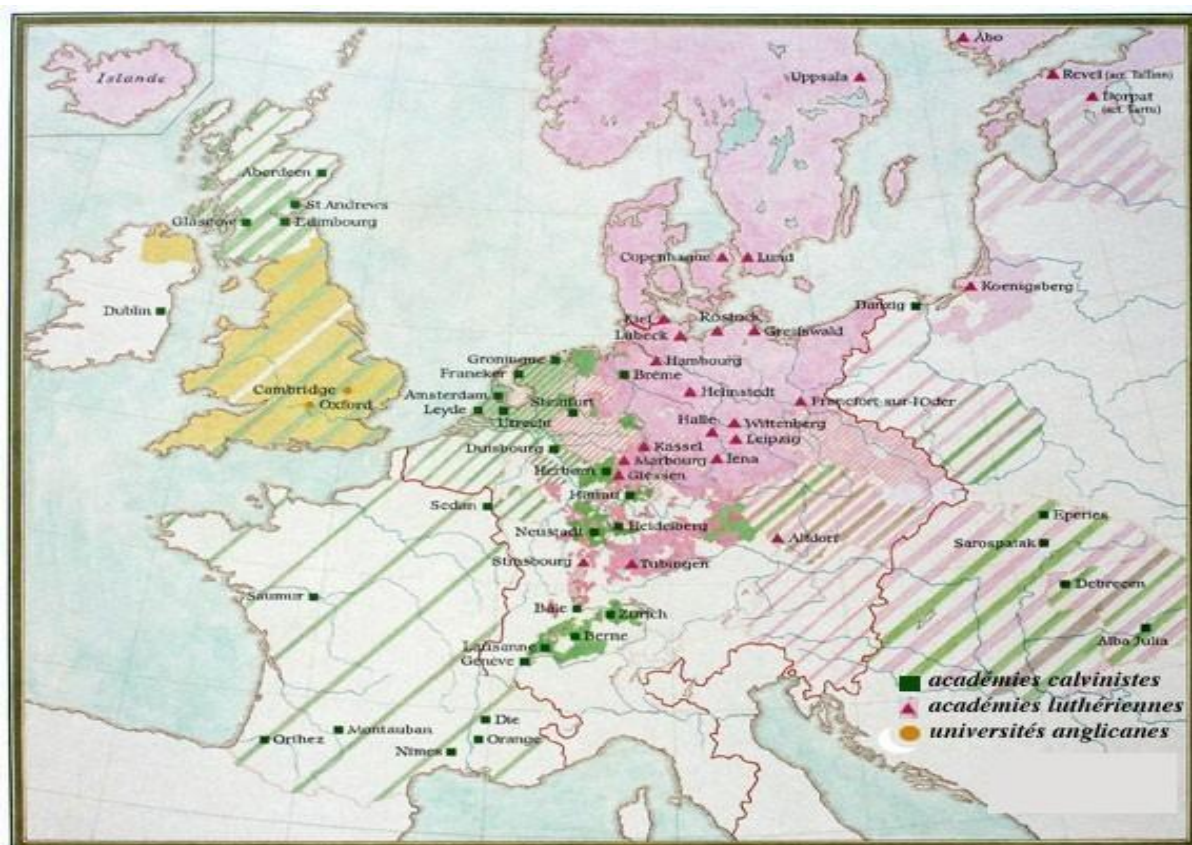 Islande
Åbo
Uppsala
Revel (act. Tallinn)
Dorpat
(act. Tartu)
Aberdeen
St Andrews
Glasgow
Edimbourg
Copenhague
Lund
Koenigsberg
Dublin
Danzig
Kiel
Rostock
Lübeck
Greifswald
Groningue
Hambourg
Franeker
Brême
Cambridge
Amsterdam
Helmstedt
Oxford
Leyde
Steinfurt
Francfort-sur-l'Oder
Utrecht
Halle
Wittenberg
Leipzig
Duisbourg
Kassel
Herborn
Marbourg
Iena
Giessen
Hanau
Sedan
Heidelberg
Eperies
Neustadt
Altdorf
Sarospatak
Strasbourg
Tubingen
Debrecen
Saumur
Bâle
Zurich
Berne
Alba Julia
Lausanne
Genève
académies calvinistes
académies luthériennes
universités anglicanes
Die
Montauban
Orthez
Orange
Nîmes